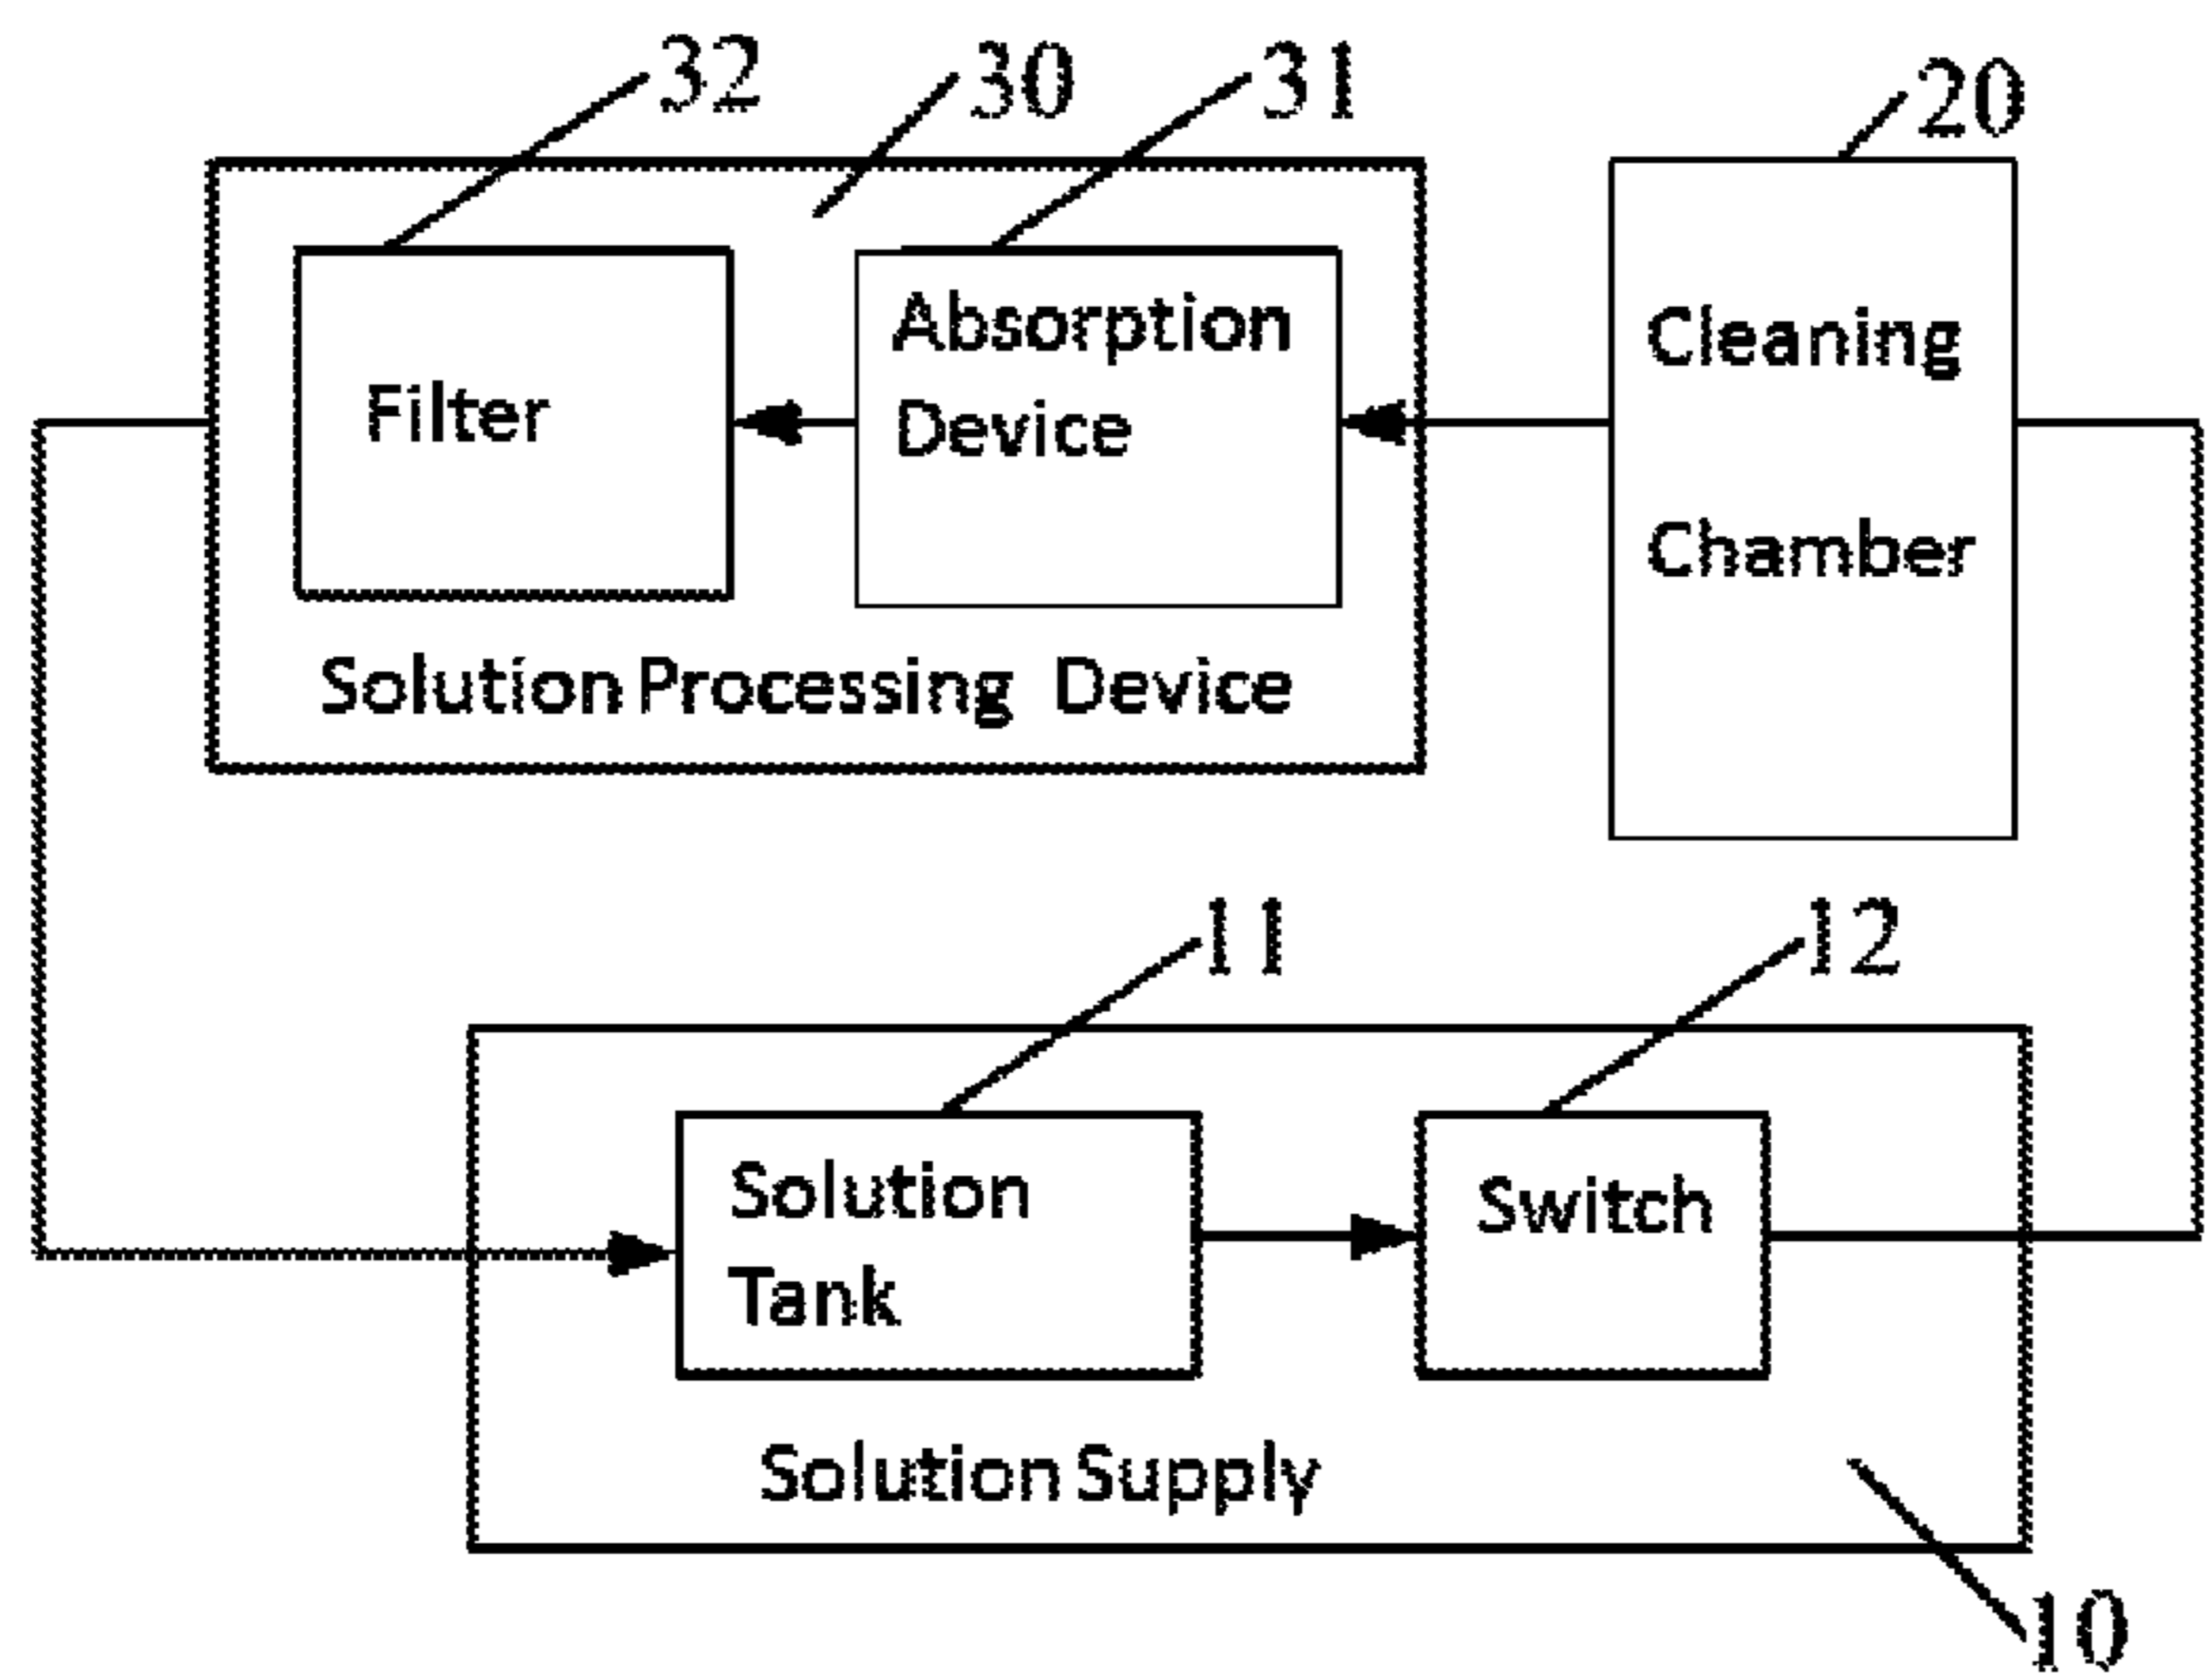 32
30
31
20
Filter
Absorption
Device
Cleaning
Chamber
Solution Processing Device
11
12
Solution
Tank
Switch
Solution Supply
10